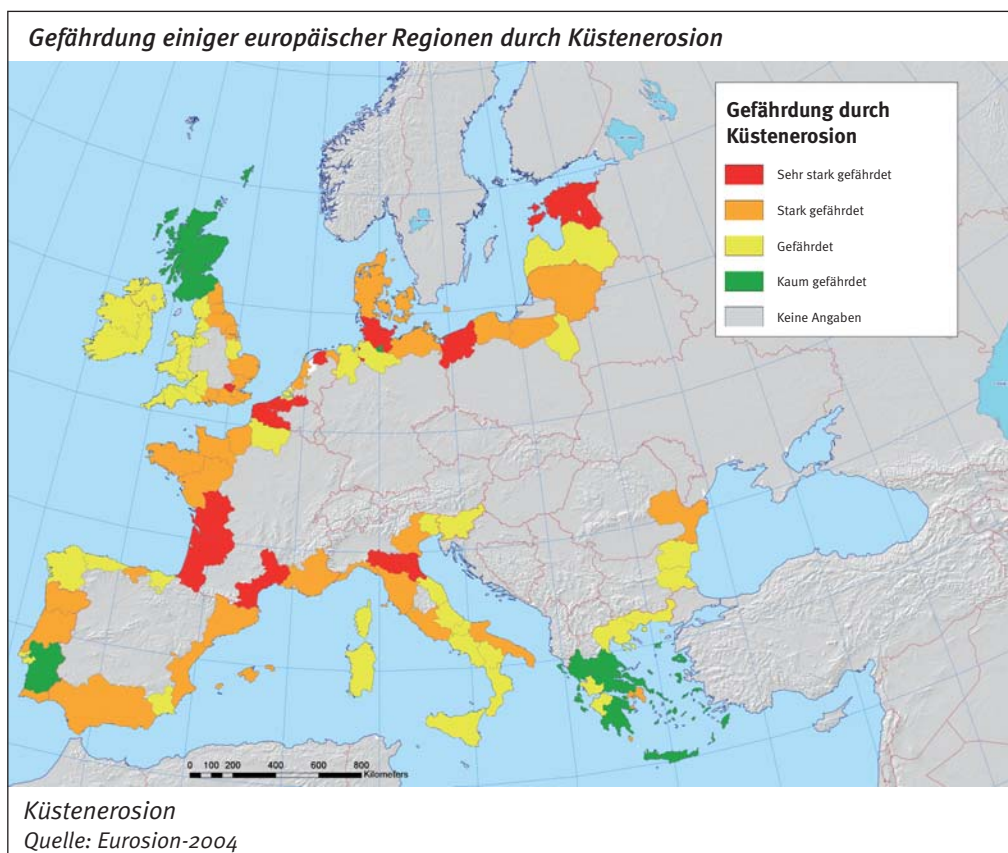 Gefährdung einiger europäischer Regionen durch Küstenerosion
Gefährdung durch
Küstenerosion
Sehr stark gefährdet
Stark gefährdet
Gefährdet
Kaum gefährdet
Keine Angaben
0 100 200 400 600 800
Kilometers
Küstenerosion
Quelle: Eurosion-2004